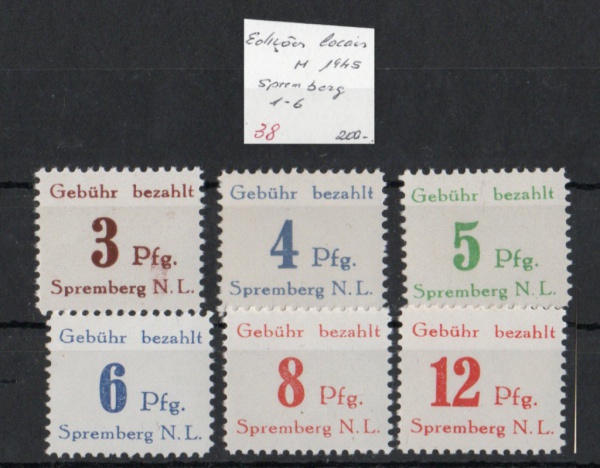 Edições locais
M 1945
Spremberg
1-6
38 200-
Gebühr bezahlt
3 Pfg.
Spremberg N.L.
Gebühr bezahlt
4 Pfg.
Spremberg N.L.
Gebühr bezahlt
5 Pfg.
Spremberg N.L.
Gebühr bezahlt
6 Pfg.
Spremberg N.L.
Gebühr bezahlt
8 Pfg.
Spremberg N.L.
Gebühr bezahlt
12 Pfg.
Spremberg N.L.